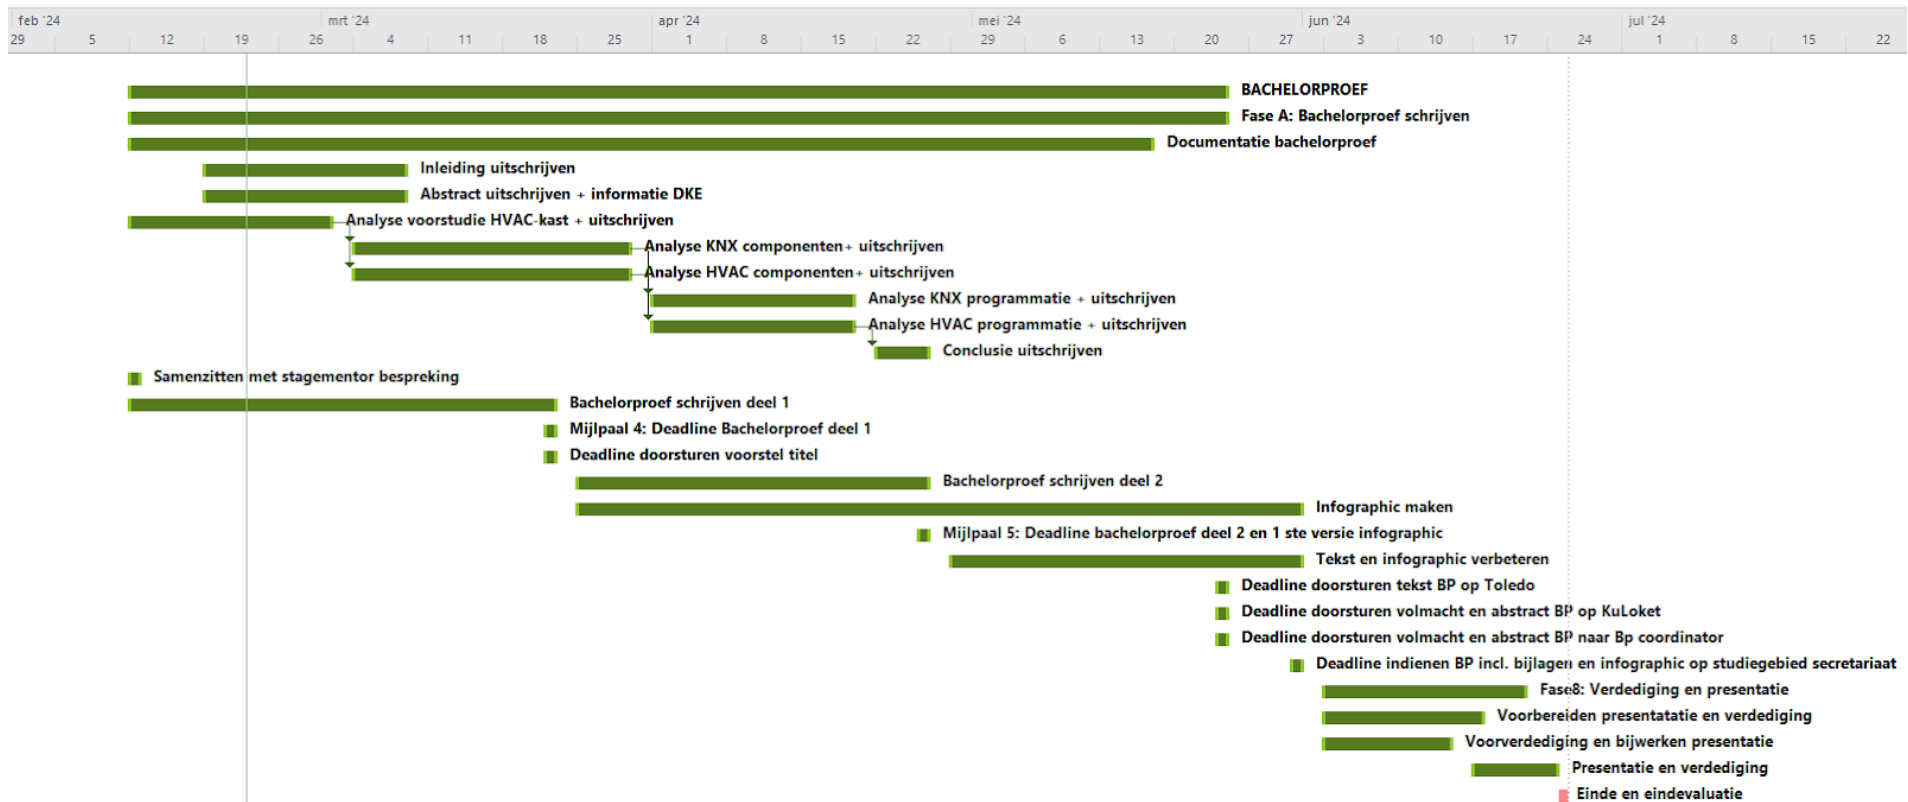 feb '24 mrt '24 apr '24 mei '24 jun '24 jul '24
29 5 12 19 26 4 11 18 25 1 8 15 22 29 6 13 20 27 3 10 17 24 1 8 15 22
BACHELORPROEF
Fase A: Bachelorproef schrijven
Documentatie bachelorproef
Inleiding uitschrijven
Abstract uitschrijven + informatie DKE
Analyse voorstudie HVAC-kast + uitschrijven
Analyse KNX componenten+ uitschrijven
Analyse HVAC componenten+ uitschrijven
Analyse KNX programmatie + uitschrijven
Analyse HVAC programmatie + uitschrijven
Conclusie uitschrijven
Samenzitten met stagementor bespreking
Bachelorproef schrijven deel 1
Mijlpaal 4: Deadline Bachelorproef deel 1
Deadline doorsturen voorstel titel
Bachelorproef schrijven deel 2
Infographic maken
Mijlpaal 5: Deadline bachelorproef deel 2 en 1 ste versie infographic
Tekst en infographic verbeteren
Deadline doorsturen tekst BP op Toledo
Deadline doorsturen volmacht en abstract BP op KuLoket
Deadline doorsturen volmacht en abstract BP naar Bp coordinator
Deadline indienen BP incl. bijlagen en infographic op studiegebied secretariaat
Fase8: Verdediging en presentatie
Voorbereiden presentatatie en verdediging
Voorverdediging en bijwerken presentatie
Presentatie en verdediging
Einde en eindevaluatie